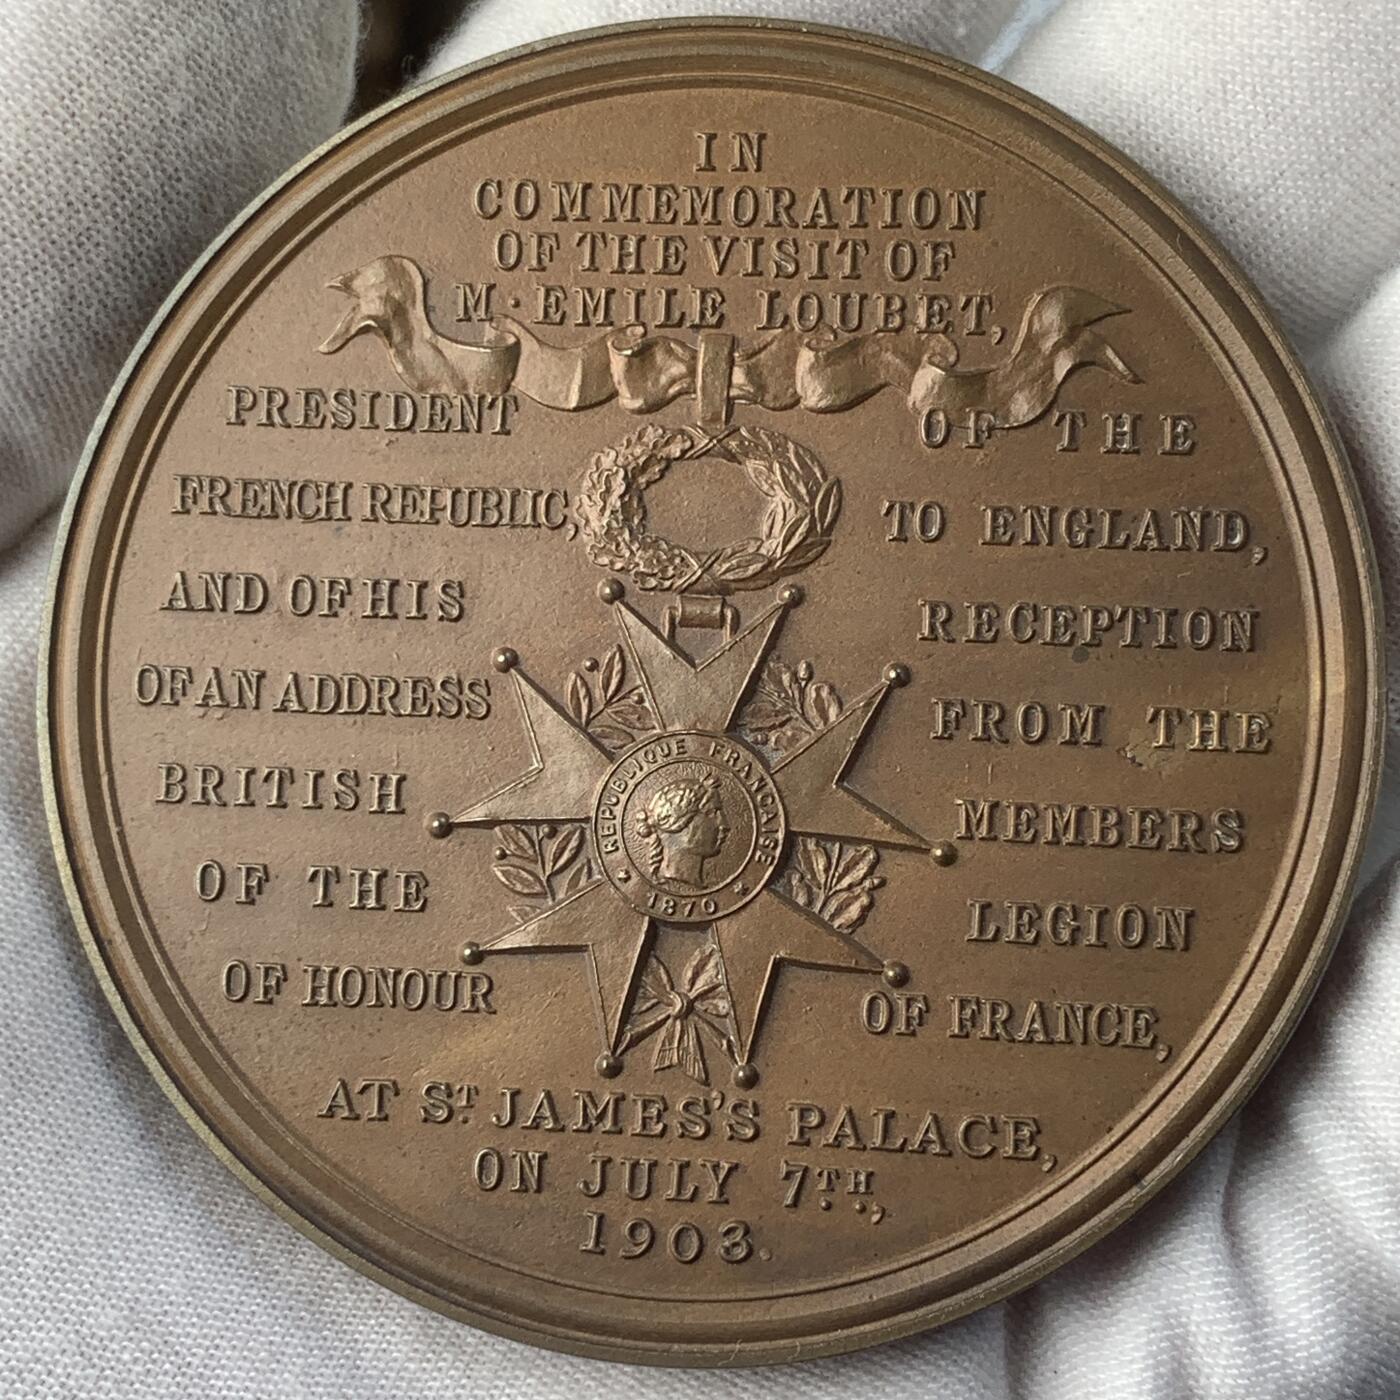 IN
COMMEMORATION
OF THE VISIT OF
M. EMILE LOUBET,
PRESIDENT OF THE
FRENCH REPUBLIC, TO ENGLAND,
AND OF HIS RECEPTION
OF AN ADDRESS FROM THE
BRITISH MEMBERS
OF THE LEGION
OF HONOUR OF FRANCE,
AT ST JAMES'S PALACE,
ON JULY 7TH,
1903.
REPUBLIQUE FRANÇAISE
* 1870 *